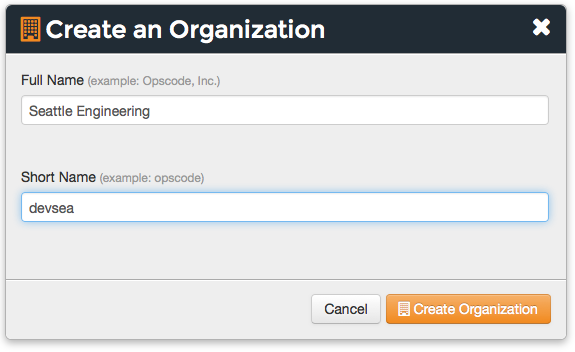 Create an Organization
Full Name (example: Opscode, Inc.)
Seattle Engineering
Short Name (example: opscode)
devsea
Cancel Create Organization